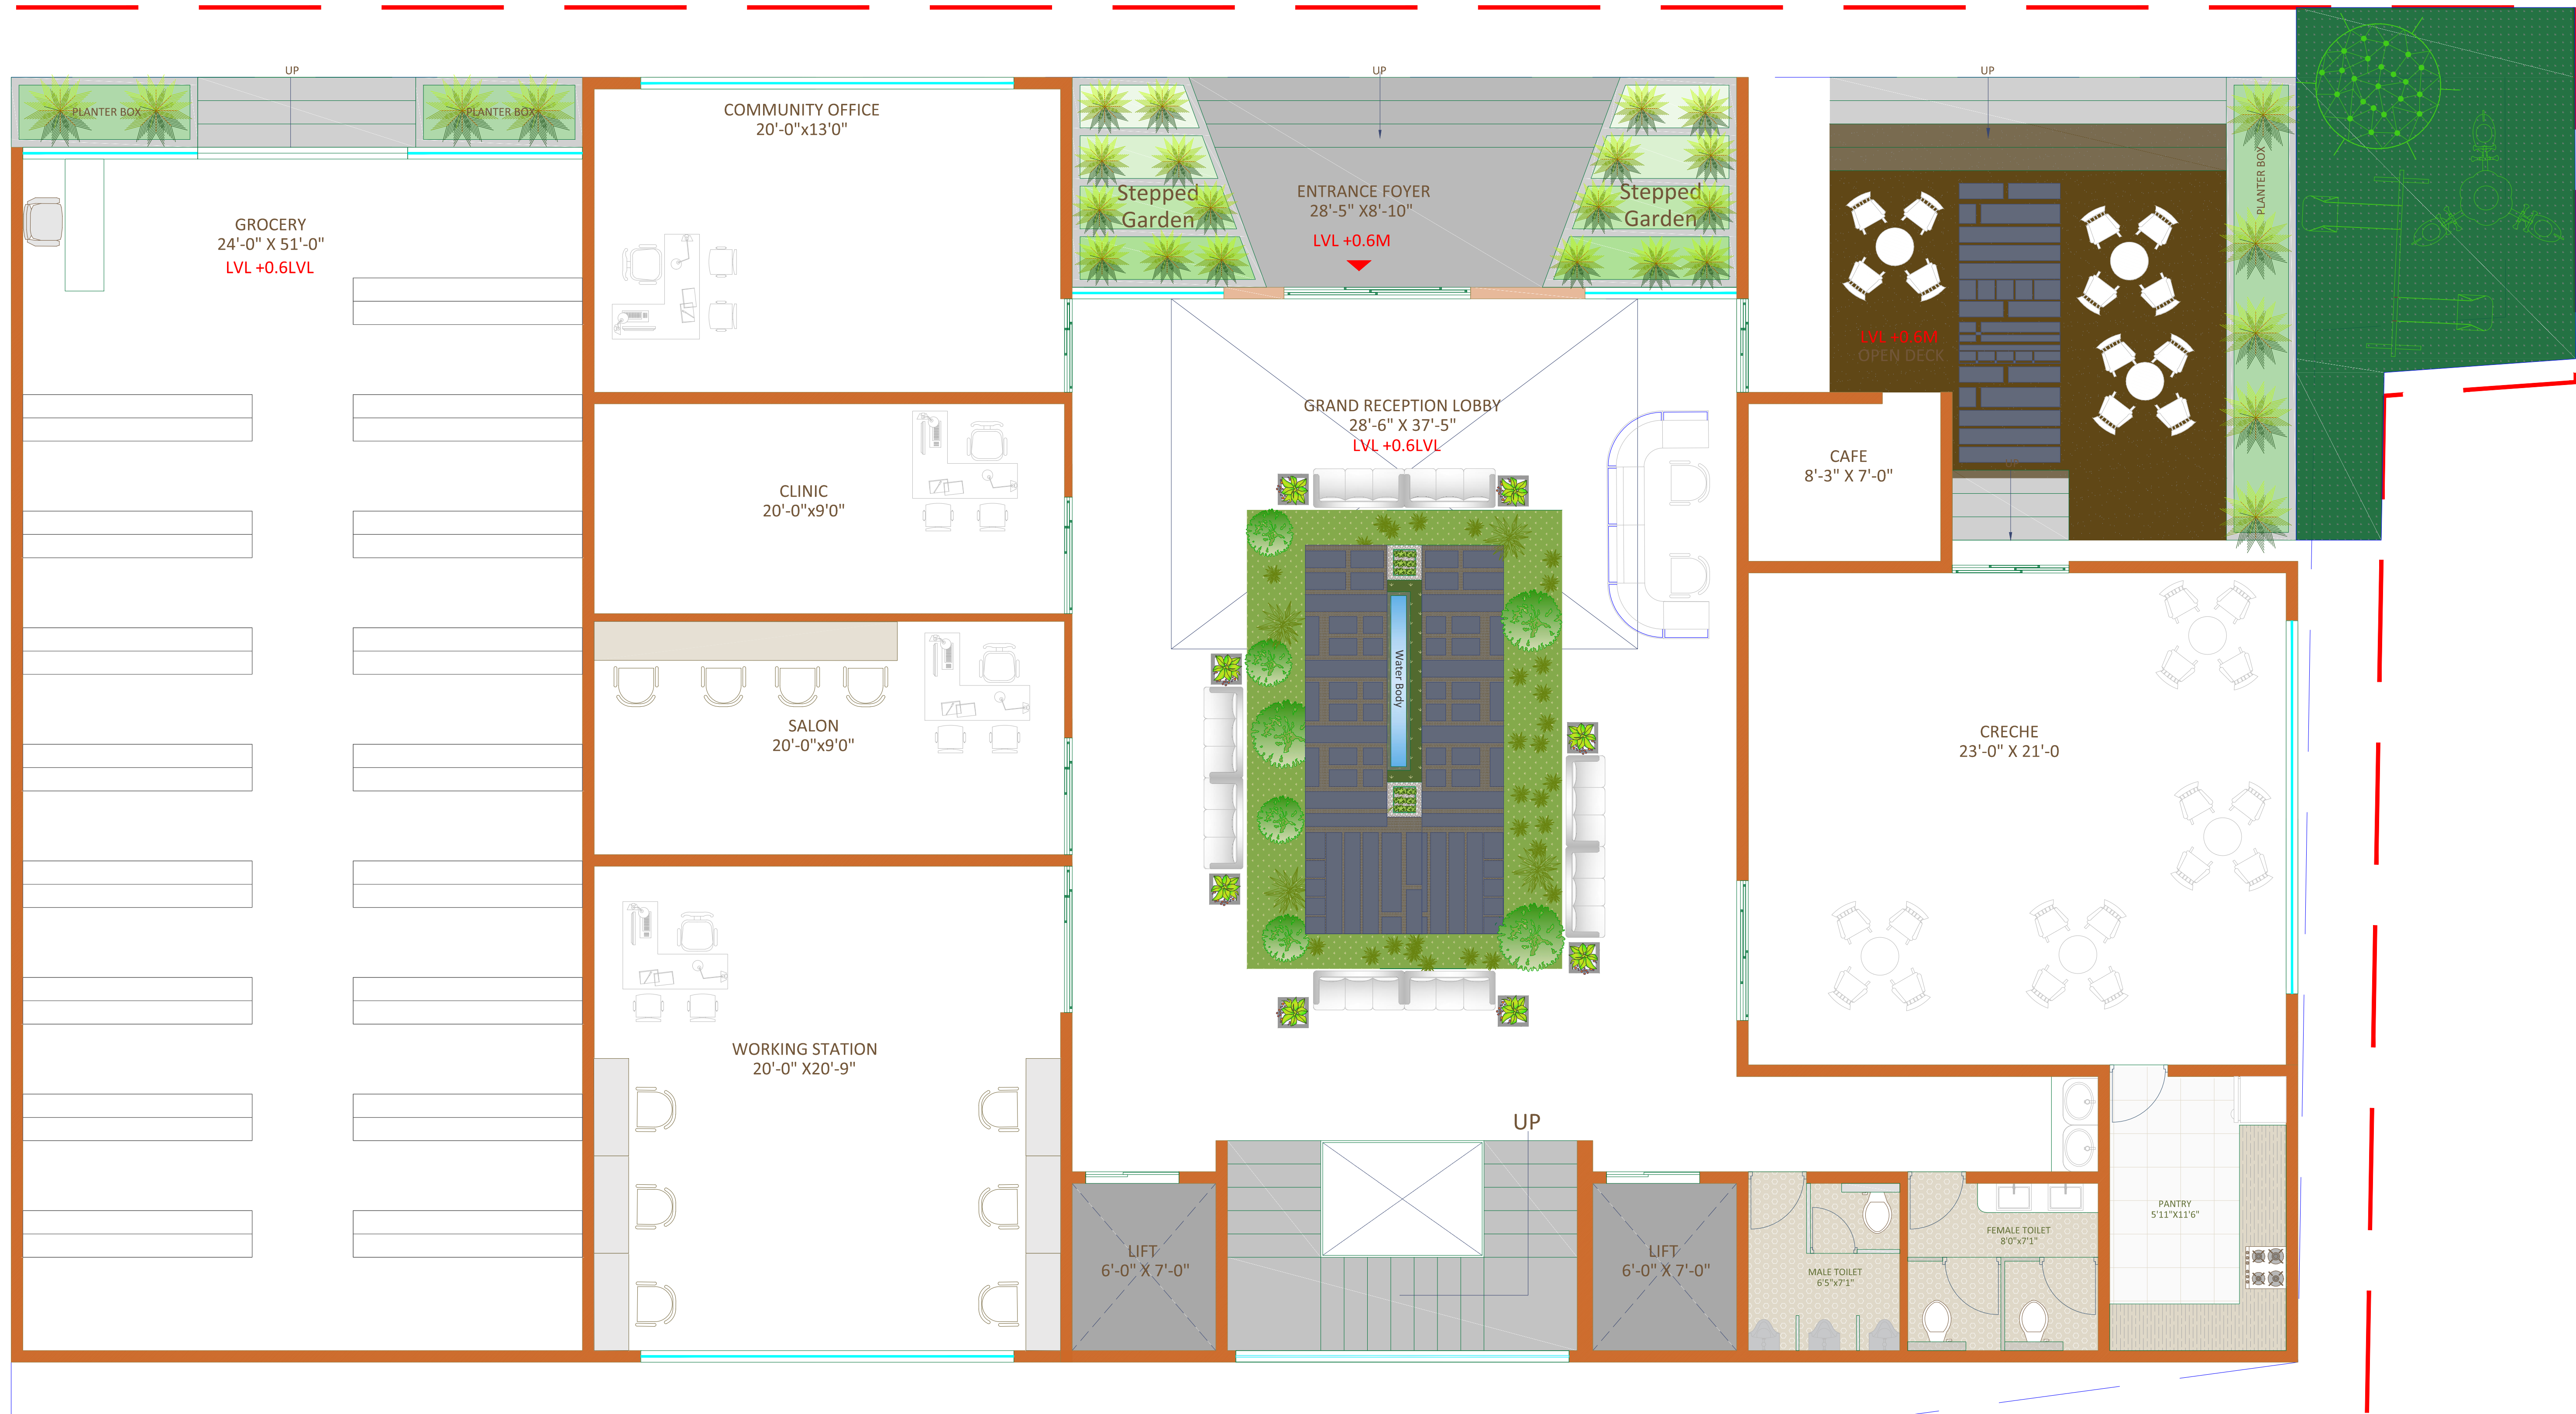 UP
UP
UP
PLANTER BOX
PLANTER BOX
COMMUNITY OFFICE
20'-0"x13'0"
PLANTER BOX
Stepped
Garden
ENTRANCE FOYER
28'-5" X8'-10"
LVL +0.6M
Stepped
Garden
GROCERY
24'-0" X 51'-0"
LVL +0.6LVL
LVL +0.6M
OPEN DECK
GRAND RECEPTION LOBBY
28'-6" X 37'-5"
LVL +0.6LVL
CAFE
8'-3" X 7'-0"
UP
CLINIC
20'-0"x9'0"
Water Body
SALON
20'-0"x9'0"
CRECHE
23'-0" X 21'-0
WORKING STATION
20'-0" X20'-9"
UP
LIFT
6'-0" X 7'-0"
LIFT
6'-0" X 7'-0"
MALE TOILET
6'5"x7'1"
FEMALE TOILET
8'0"x7'1"
PANTRY
5'11"X11'6"